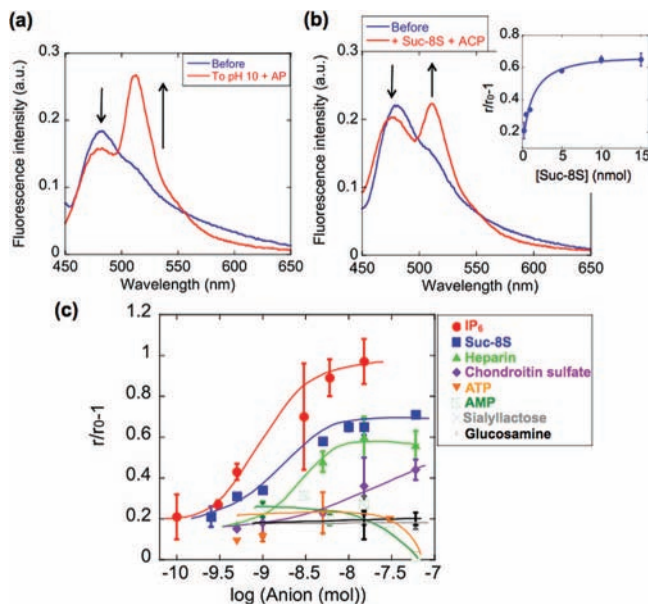 (a)
Before
To pH 10 + AP
Fluorescence intensity (a.u.)
0.3
0.2
0.1
0
450 500 550 600 650
Wavelength (nm)
(b)
Before
+ Suc-8S + ACP
Fluorescence intensity (a.u.)
0.3
0.2
0.1
0
450 500 550 600 650
Wavelength (nm)
r/r0-1
0.8
0.6
0.4
0.2
0 5 10 15
[Suc-8S] (nmol)
(c)
r/r0-1
1.2
1
0.8
0.6
0.4
0.2
0
-10 -9.5 -9 -8.5 -8 -7.5 -7
log (Anion (mol))
IP6
Suc-8S
Heparin
Chondroitin sulfate
ATP
AMP
Sialyllactose
Glucosamine